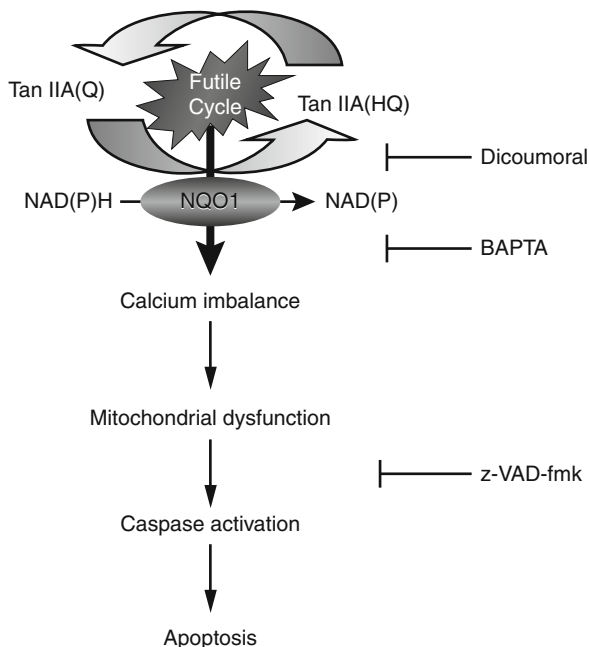 Tan IIA(Q)
Futile
Cycle
Tan IIA(HQ)
Dicoumoral
NAD(P)H
NQO1
NAD(P)
BAPTA
Calcium imbalance
Mitochondrial dysfunction
z-VAD-fmk
Caspase activation
Apoptosis